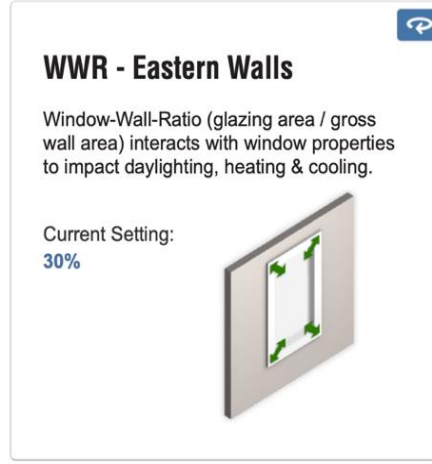 WWR - Eastern Walls
Window-Wall-Ratio (glazing area / gross
wall area) interacts with window properties
to impact daylighting, heating & cooling.
Current Setting:
30%